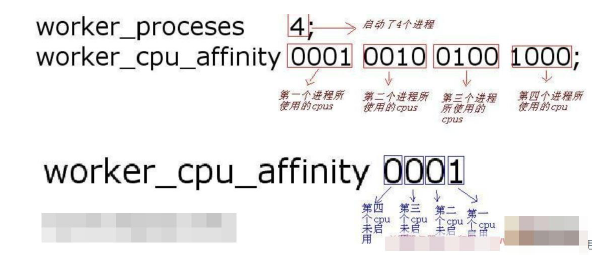 worker_proceses 4; 启动了4个进程
worker_cpu_affinity 0001 0010 0100 1000;
第一个进程所使用的cpus 第二个进程所使用的cpus 第三个进程所使用的cpus 第四个进程所使用的cpu
worker_cpu_affinity 0001
第四个cpu未启用 第三个cpu未启用 第二个cpu未启用 第一个cpu启用